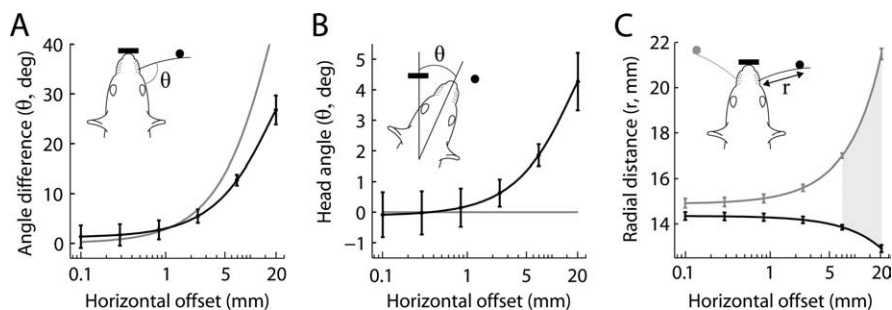 A
Angle difference (θ, deg)
40
30
20
10
0
θ
0.1
1
5
20
Horizontal offset (mm)
B
Head angle (θ, deg)
5
4
3
2
1
0
−1
θ
0.1
1
5
20
Horizontal offset (mm)
C
Radial distance (r, mm)
22
20
18
16
14
r
0.1
1
5
20
Horizontal offset (mm)